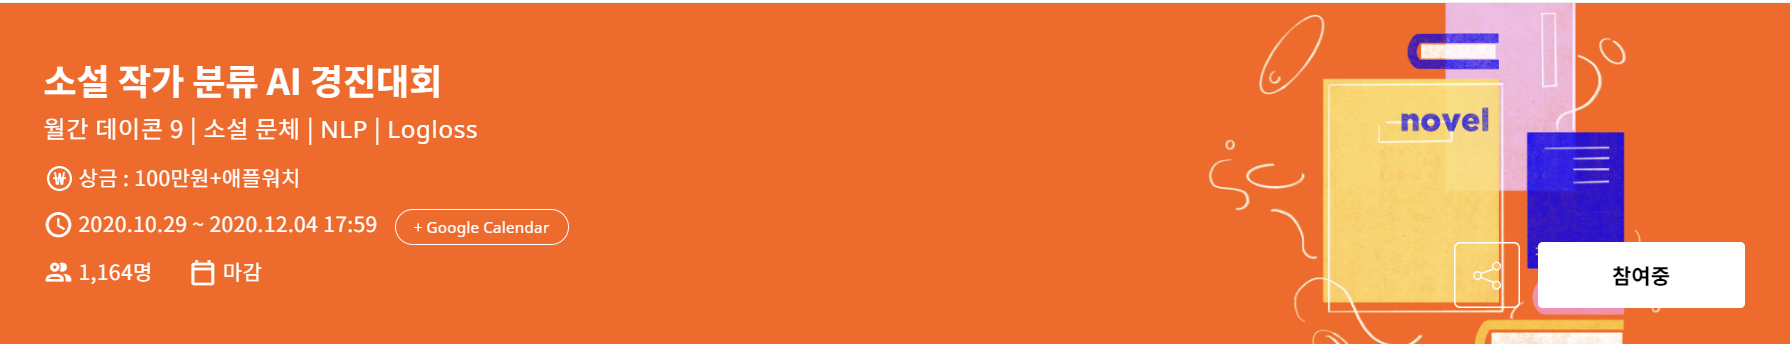 소설 작가 분류 AI 경진대회
월간 데이콘 9 | 소설 문체 | NLP | Logloss
상금 : 100만원+애플워치
2020.10.29 ~ 2020.12.04 17:59
+ Google Calendar
1,164명
마감
novel
참여중